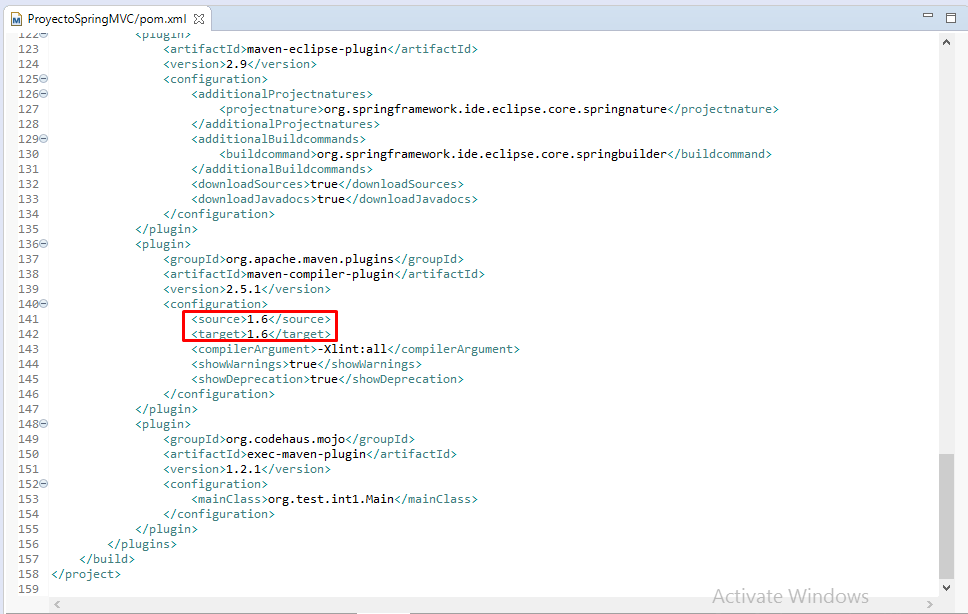 ProyectoSpringMVC/pom.xml
122 <plugin>
123 <artifactId>maven-eclipse-plugin</artifactId>
124 <version>2.9</version>
125 <configuration>
126 <additionalProjectnatures>
127 <projectnature>org.springframework.ide.eclipse.core.springnature</projectnature>
128 </additionalProjectnatures>
129 <additionalBuildcommands>
130 <buildcommand>org.springframework.ide.eclipse.core.springbuilder</buildcommand>
131 </additionalBuildcommands>
132 <downloadSources>true</downloadSources>
133 <downloadJavadocs>true</downloadJavadocs>
134 </configuration>
135 </plugin>
136 <plugin>
137 <groupId>org.apache.maven.plugins</groupId>
138 <artifactId>maven-compiler-plugin</artifactId>
139 <version>2.5.1</version>
140 <configuration>
141 <source>1.6</source>
142 <target>1.6</target>
143 <compilerArgument>-Xlint:all</compilerArgument>
144 <showWarnings>true</showWarnings>
145 <showDeprecation>true</showDeprecation>
146 </configuration>
147 </plugin>
148 <plugin>
149 <groupId>org.codehaus.mojo</groupId>
150 <artifactId>exec-maven-plugin</artifactId>
151 <version>1.2.1</version>
152 <configuration>
153 <mainClass>org.test.int1.Main</mainClass>
154 </configuration>
155 </plugin>
156 </plugins>
157 </build>
158 </project>
159
Activate Windows